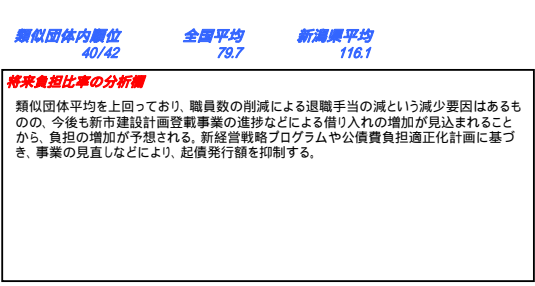 類似団体内順位 全国平均 新潟県平均
40/42 79.7 116.1
将来負担比率の分析欄
類似団体平均を上回っており、職員数の削減による退職手当の減という減少要因はあるも
のの、今後も新市建設計画登載事業の進捗などによる借り入れの増加が見込まれること
から、負担の増加が予想される。新経営戦略プログラムや公債費負担適正化計画に基づ
き、事業の見直しなどにより、起債発行額を抑制する。